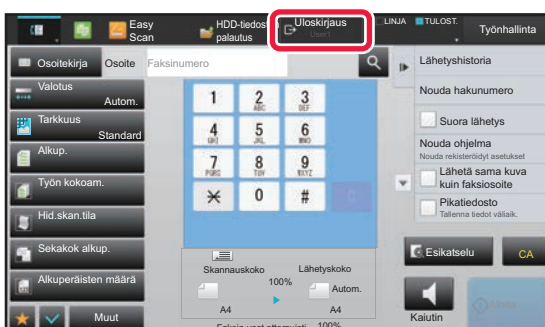 Easy
Scan
HDD-tiedos
palautus
Uloskirjaus
User1
LINJA
TULOST.
Työnhallinta
Osoitekirja
Osoite
Faksinumero
Valotus
Autom.
Tarkkuus
Standard
Alkup.
Työn kokoam.
Hid.skan.tila
Sekakok alkup.
Alkuperäisten määrä
Muut
1
2
ABC
3
DEF
4
GHI
5
JKL
6
MNO
7
PQRS
8
TUV
9
WXYZ
0
#
Skannauskoko
100%
Lähetyskoko
Autom.
A4
A4
100%
Lähetyshistoria
Nouda hakunumero
Suora lähetys
Nouda ohjelma
Nouda rekisteröidyt asetukset
Lähetä sama kuva
kuin faksiosoite
Pikatiedosto
Tallenna tiedot väliaik.
Esikatselu
CA
Kaiutin